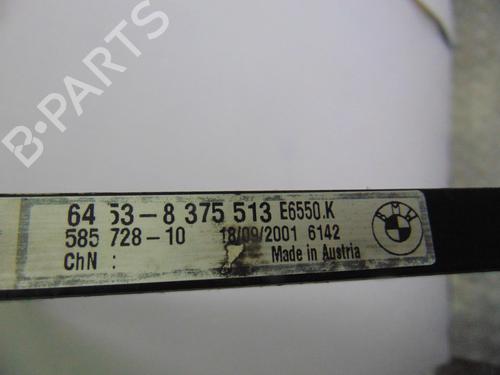 B-PARTS
64 53-8 375 513 E6550.K
585 728-10 18/09/2001 6142
ChN : Made in Austria
BMW